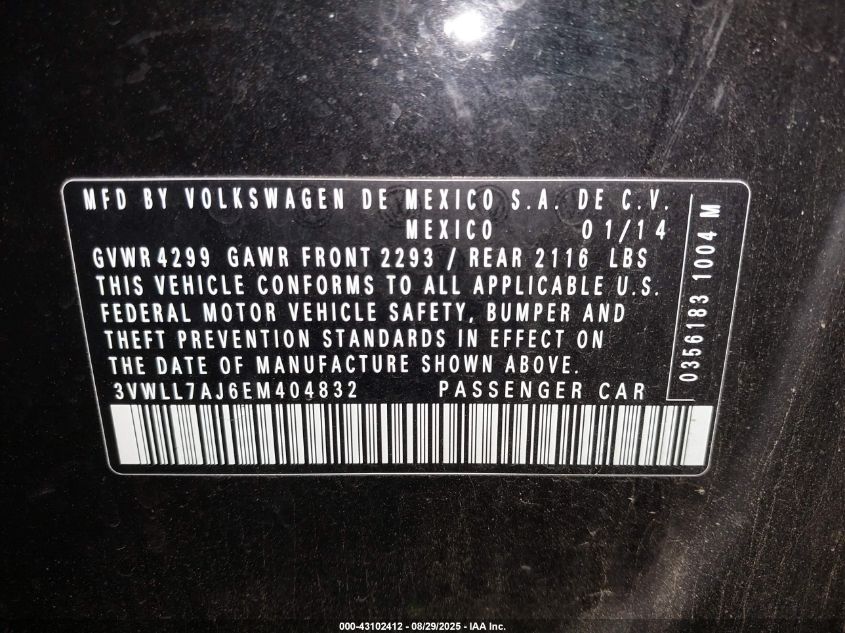 MFD BY VOLKSWAGEN DE MEXICO S.A. DE C.V.
MEXICO 01/14
GVWR 4299 GAWR FRONT 2293 / REAR 2116 LBS
THIS VEHICLE CONFORMS TO ALL APPLICABLE U.S.
FEDERAL MOTOR VEHICLE SAFETY, BUMPER AND
THEFT PREVENTION STANDARDS IN EFFECT ON
THE DATE OF MANUFACTURE SHOWN ABOVE.
3VWLL7AJ6EM404832 PASSENGER CAR
0356183 1004 M
000-43102412 - 08/29/2025 - IAA Inc.